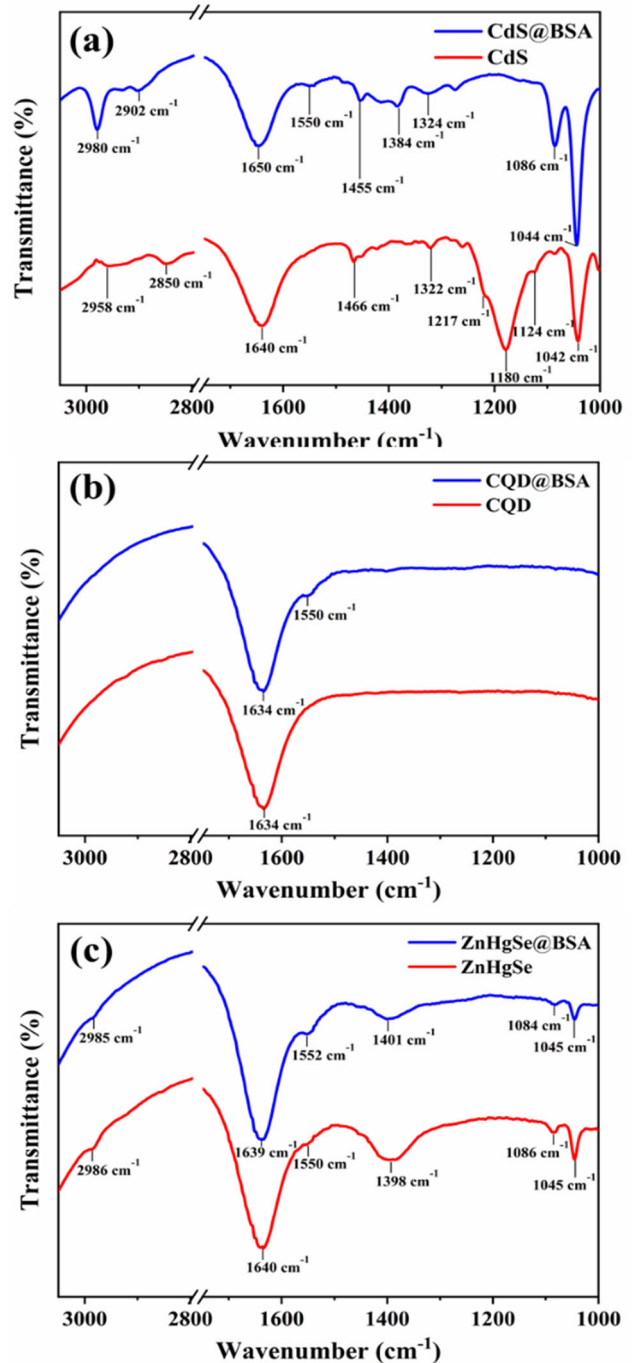 (a)
CdS@BSA
CdS
2902 cm⁻¹
2980 cm⁻¹
1550 cm⁻¹
1650 cm⁻¹
1455 cm⁻¹
1384 cm⁻¹
1324 cm⁻¹
1086 cm⁻¹
1044 cm⁻¹
2958 cm⁻¹
2850 cm⁻¹
1640 cm⁻¹
1466 cm⁻¹
1322 cm⁻¹
1217 cm⁻¹
1124 cm⁻¹
1180 cm⁻¹
1042 cm⁻¹
Transmittance (%)
3000 2800 1600 1400 1200 1000
Wavenumber (cm⁻¹)
(b)
CQD@BSA
CQD
1550 cm⁻¹
1634 cm⁻¹
1634 cm⁻¹
Transmittance (%)
3000 2800 1600 1400 1200 1000
Wavenumber (cm⁻¹)
(c)
ZnHgSe@BSA
ZnHgSe
2985 cm⁻¹
1552 cm⁻¹
1401 cm⁻¹
1084 cm⁻¹
1045 cm⁻¹
1639 cm⁻¹
2986 cm⁻¹
1550 cm⁻¹
1398 cm⁻¹
1086 cm⁻¹
1045 cm⁻¹
1640 cm⁻¹
Transmittance (%)
3000 2800 1600 1400 1200 1000
Wavenumber (cm⁻¹)